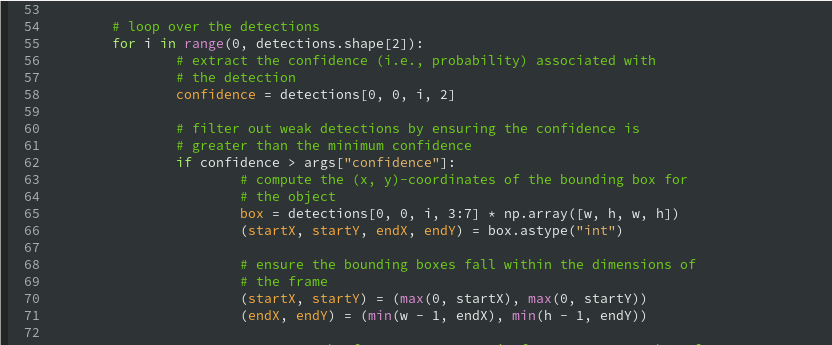 53
54 # loop over the detections
55 for i in range(0, detections.shape[2]):
56 # extract the confidence (i.e., probability) associated with
57 # the detection
58 confidence = detections[0, 0, i, 2]
59
60 # filter out weak detections by ensuring the confidence is
61 # greater than the minimum confidence
62 if confidence > args["confidence"]:
63 # compute the (x, y)-coordinates of the bounding box for
64 # the object
65 box = detections[0, 0, i, 3:7] * np.array([w, h, w, h])
66 (startX, startY, endX, endY) = box.astype("int")
67
68 # ensure the bounding boxes fall within the dimensions of
69 # the frame
70 (startX, startY) = (max(0, startX), max(0, startY))
71 (endX, endY) = (min(w - 1, endX), min(h - 1, endY))
72